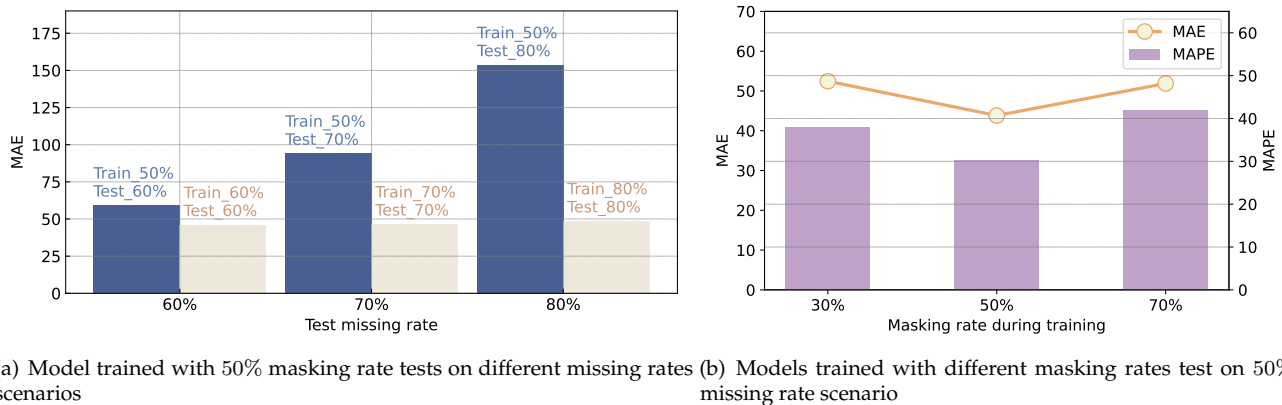 175
150
125
100
75
50
25
0
MAE
Train_50%
Test_60%
Train_60%
Test_60%
Train_50%
Test_70%
Train_70%
Test_70%
Train_50%
Test_80%
Train_80%
Test_80%
60%
70%
80%
Test missing rate
70
60
50
40
30
20
10
0
MAE
MAE
MAPE
60
50
40
30
20
10
0
MAPE
30%
50%
70%
Masking rate during training
a) Model trained with 50% masking rate tests on different missing rates
scenarios
(b) Models trained with different masking rates test on 50%
missing rate scenario